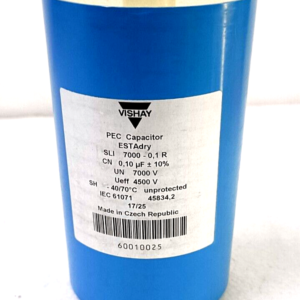 VISHAY
PEC Capacitor
ESTAdry
SLI 7000 - 0,1 R
CN 0,10 µF ± 10%
UN 7000 V
Ueff 4500 V
SH - 40/70°C unprotected
IEC 61071 45834,2
17/25
Made in Czech Republic
60010025